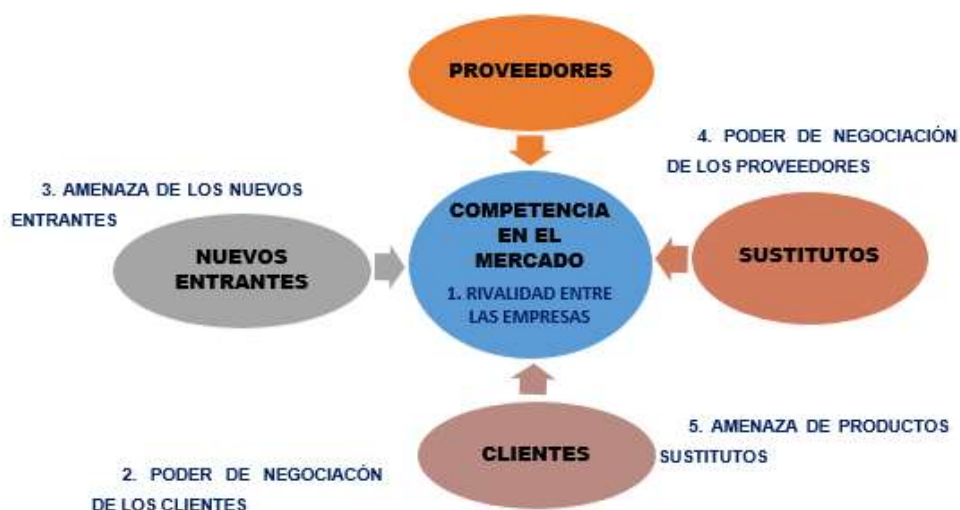 PROVEEDORES
4. PODER DE NEGOCIACIÓN
DE LOS PROVEEDORES
3. AMENAZA DE LOS NUEVOS
ENTRANTES
NUEVOS
ENTRANTES
COMPETENCIA
EN EL
MERCADO
1. RIVALIDAD ENTRE
LAS EMPRESAS
SUSTITUTOS
CLIENTES
5. AMENAZA DE PRODUCTOS
SUSTITUTOS
2. PODER DE NEGOCIACÓN
DE LOS CLIENTES